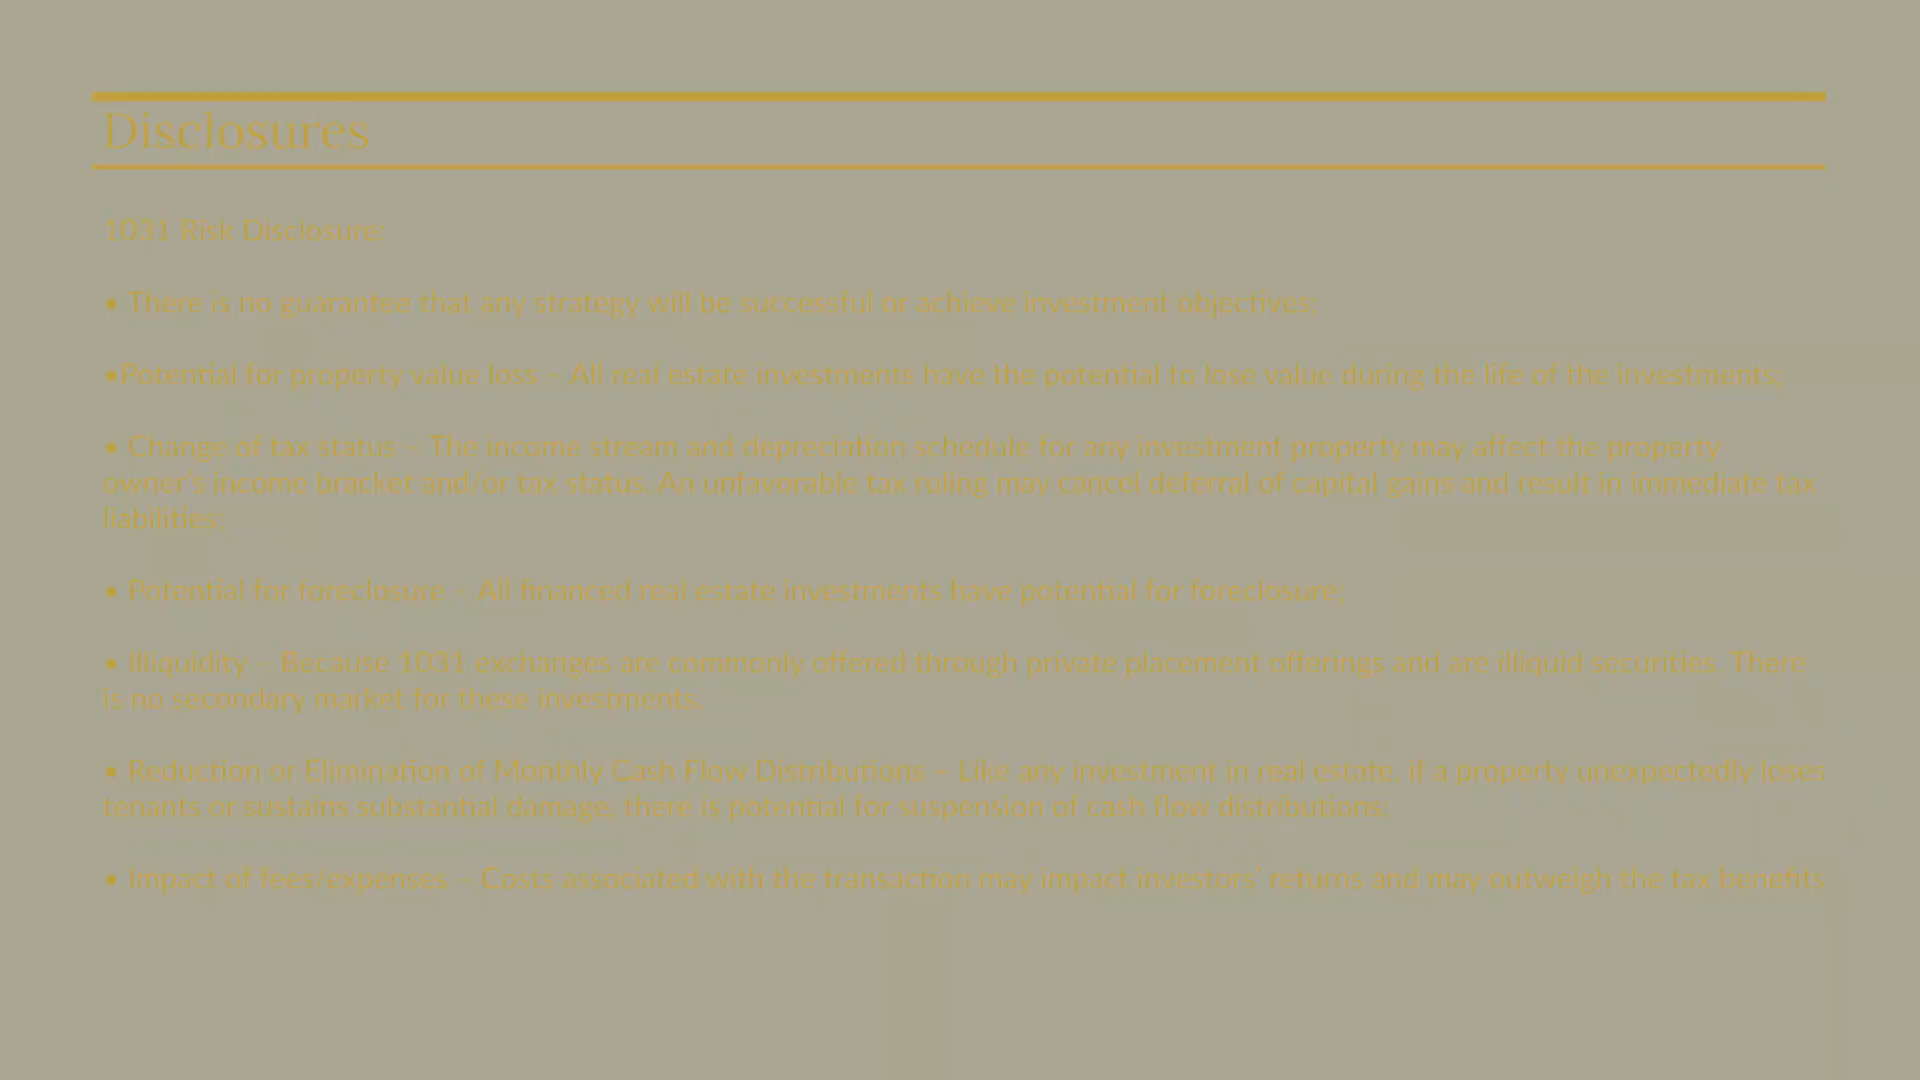 Disclosures
1031 Risk Disclosure:
• There is no guarantee that any strategy will be successful or achieve investment objectives;
•Potential for property value loss – All real estate investments have the potential to lose value during the life of the investments;
• Change of tax status – The income stream and depreciation schedule for any investment property may affect the property
owner's income bracket and/or tax status. An unfavorable tax ruling may cancel deferral of capital gains and result in immediate tax
liabilities;
• Potential for foreclosure – All financed real estate investments have potential for foreclosure;
• Illiquidity – Because 1031 exchanges are commonly offered through private placement offerings and are illiquid securities. There
is no secondary market for these investments.
• Reduction or Elimination of Monthly Cash Flow Distributions – Like any investment in real estate, if a property unexpectedly loses
tenants or sustains substantial damage, there is potential for suspension of cash flow distributions;
• Impact of fees/expenses – Costs associated with the transaction may impact investors' returns and may outweigh the tax benefits